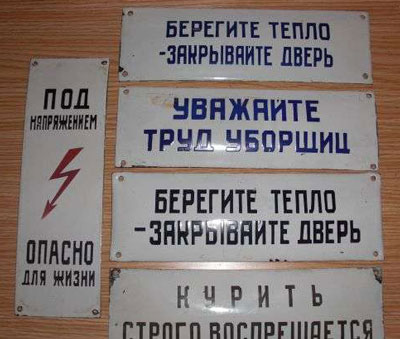 ПОД
НАПРЯЖЕНИЕМ
ОПАСНО
ДЛЯ ЖИЗНИ
БЕРЕГИТЕ ТЕПЛО
-ЗАКРЫВАЙТЕ ДВЕРЬ
УВАЖАЙТЕ
ТРУД УБОРЩИЦ
БЕРЕГИТЕ ТЕПЛО
-ЗАКРЫВАЙТЕ ДВЕРЬ
КУРИТЬ
СТРОГО ВОСПРЕЩАЕТСЯ